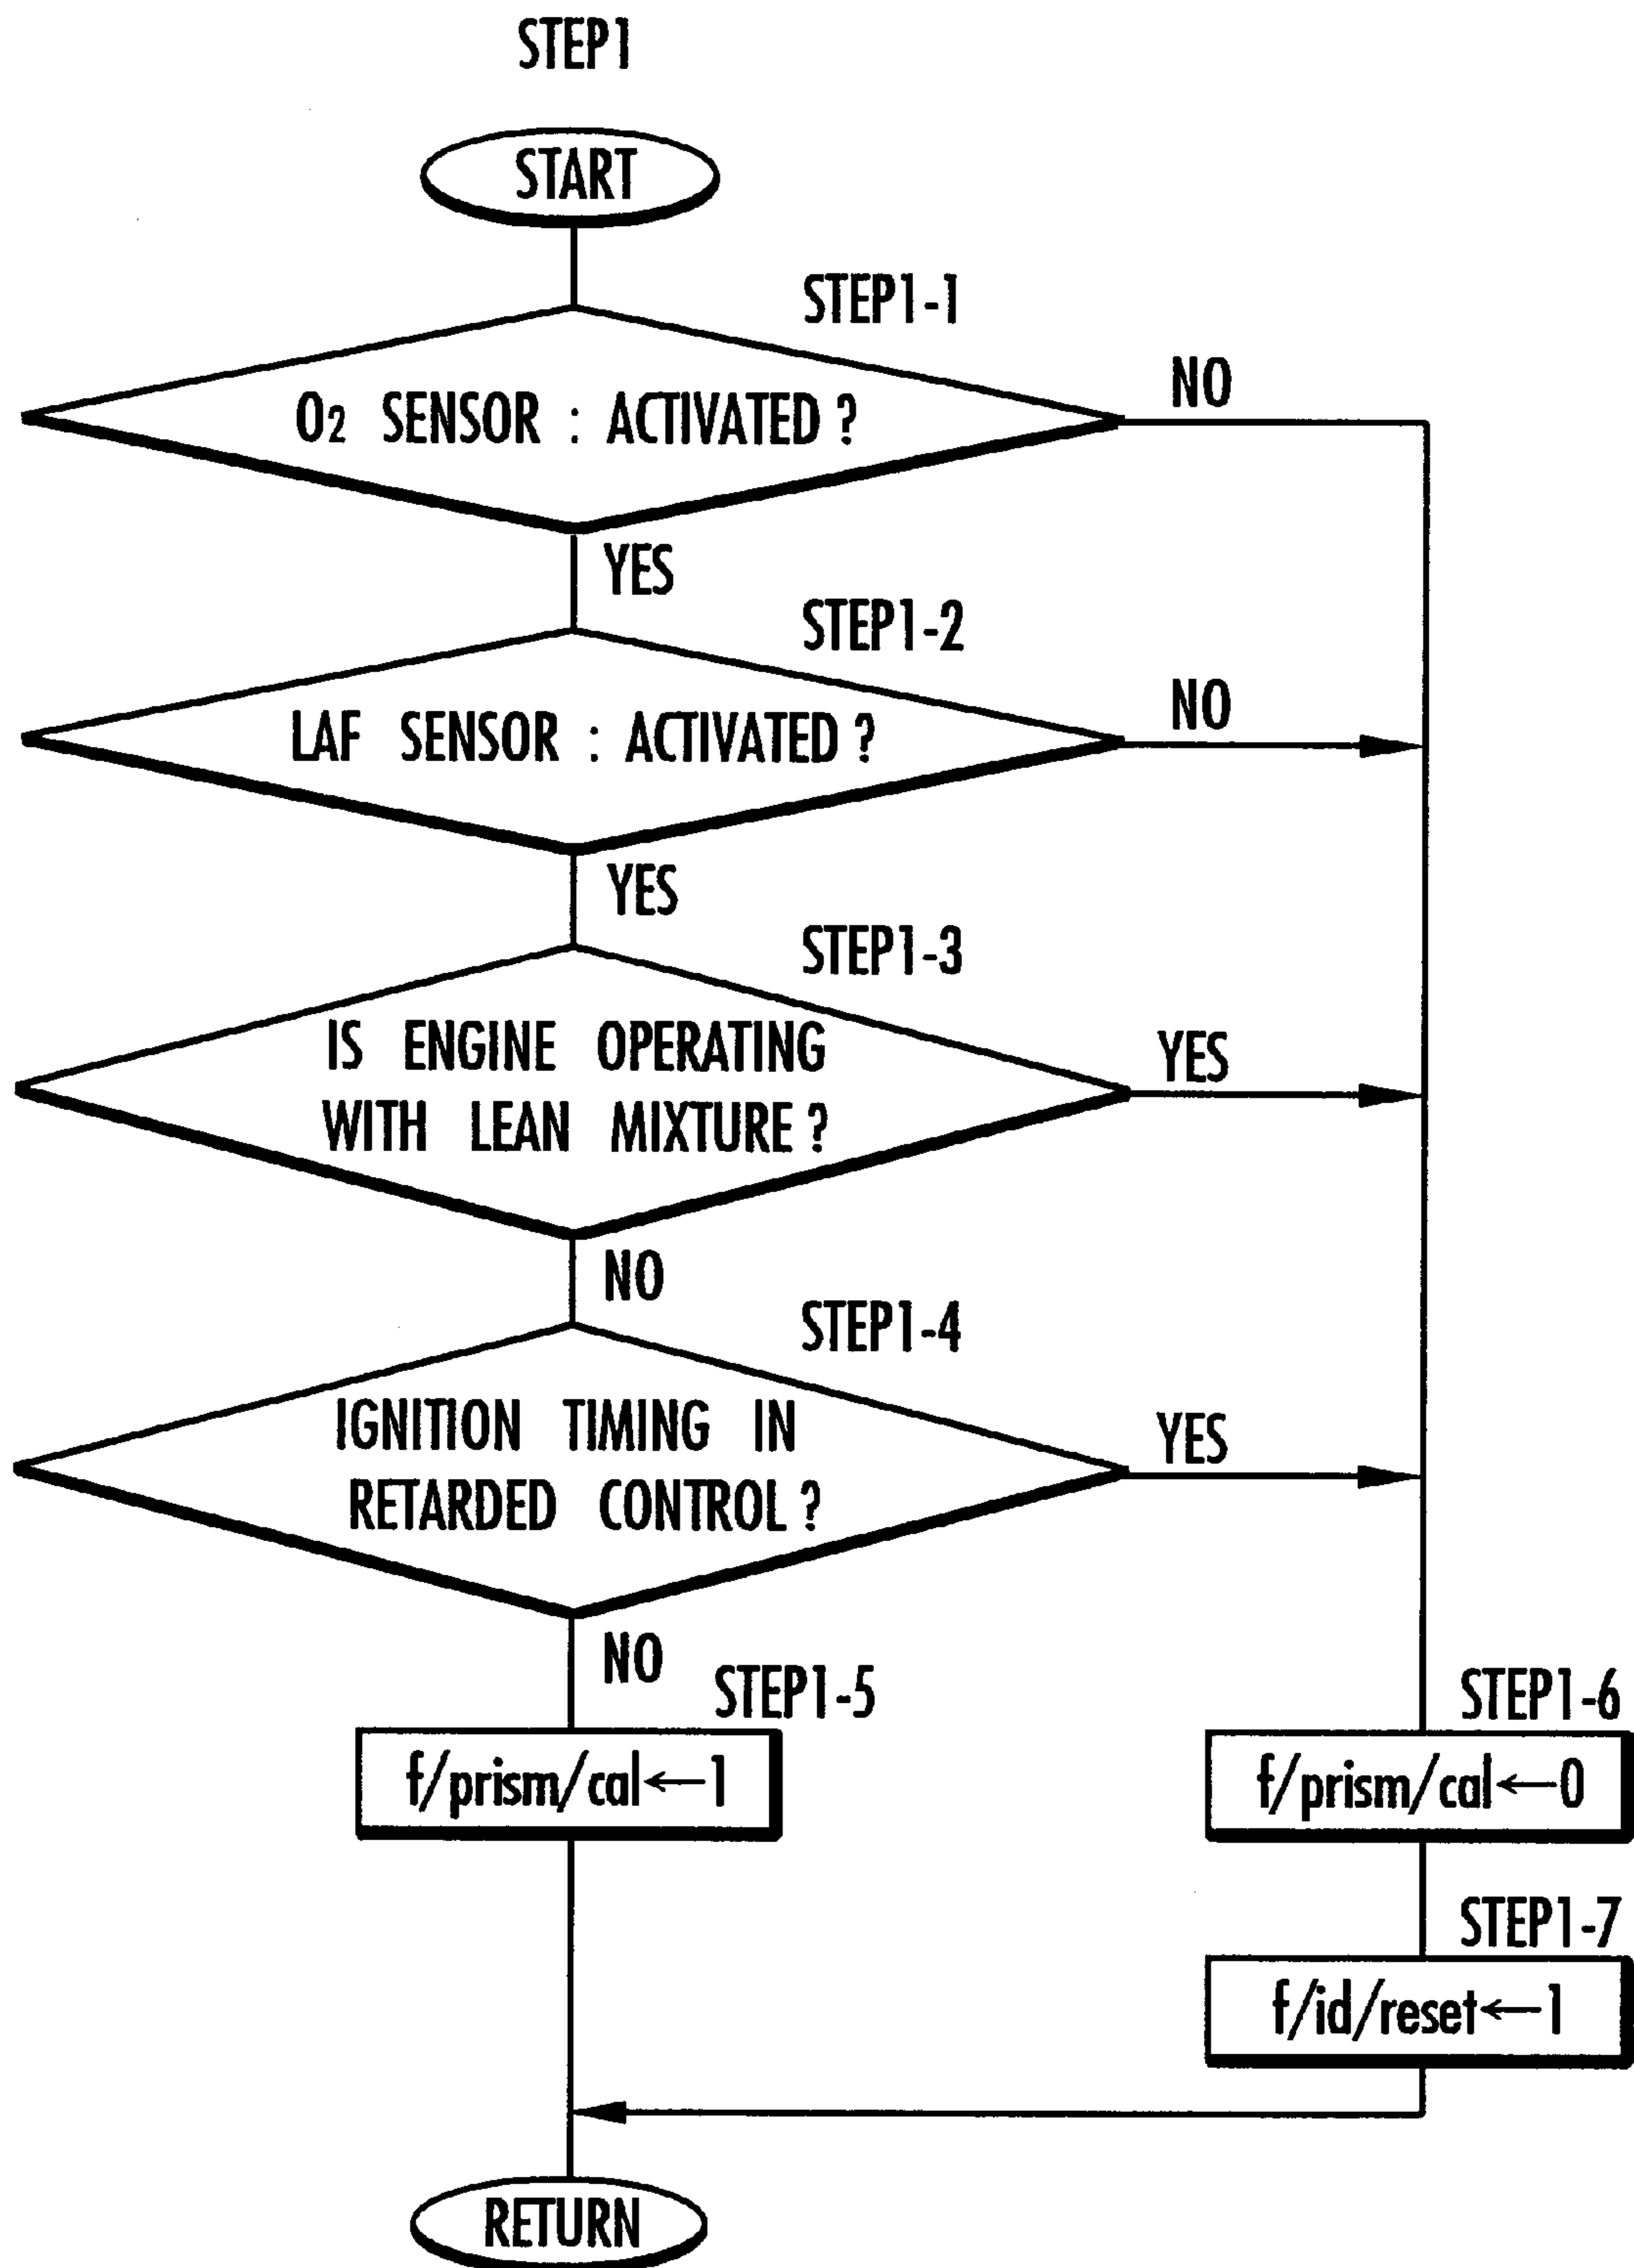 STEP1
START
STEP1-1
O2 SENSOR : ACTIVATED ?
NO
YES
STEP1-2
LAF SENSOR : ACTIVATED ?
NO
YES
STEP1-3
IS ENGINE OPERATING
WITH LEAN MIXTURE ?
YES
NO
STEP1-4
IGNITION TIMING IN
RETARDED CONTROL ?
YES
NO
STEP1-5
f/prism/cal←1
STEP1-6
f/prism/cal←0
STEP1-7
f/id/reset←1
RETURN